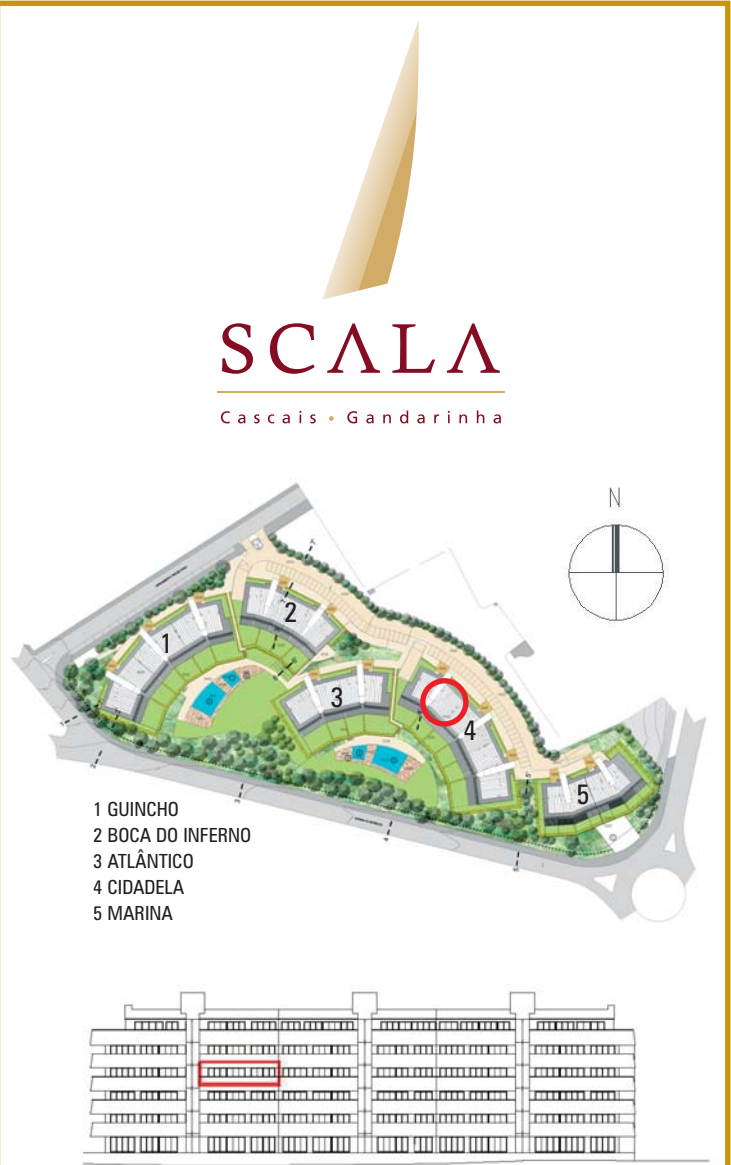 SCALA
Cascais • Gandarinha
N
1
2
3
4
5
1 GUINCHO
2 BOCA DO INFERNO
3 ATLÂNTICO
4 CIDADELA
5 MARINA